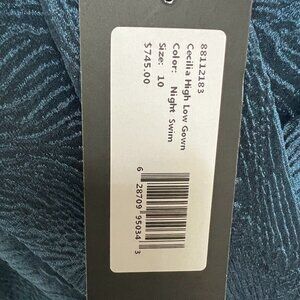 88112183
Cecilia High Low Gown
Color: Night Swim
Size: 10
$745.00
6 28709 95034 3